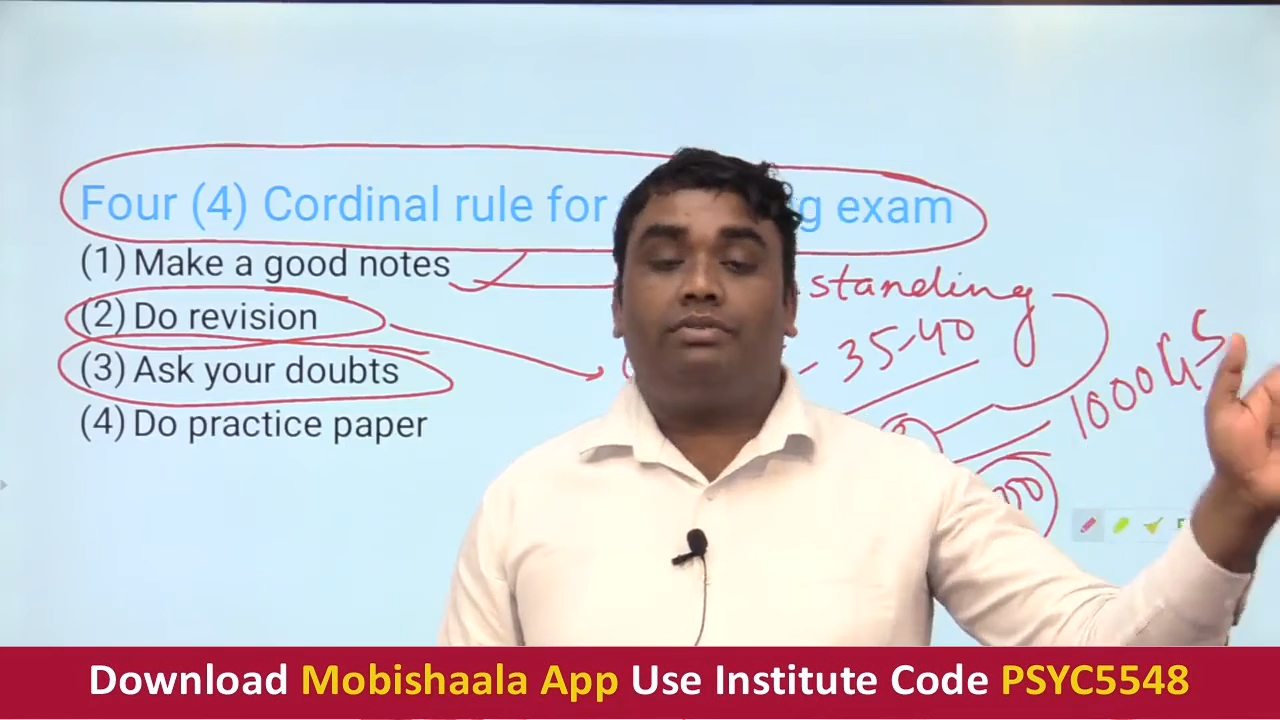 Four (4) Cordinal rule for g exam
(1) Make a good notes
standing
(2) Do revision
- 35-40
1000 GS
(3) Ask your doubts
(4) Do practice paper
Download Mobishaala App Use Institute Code PSYC5548